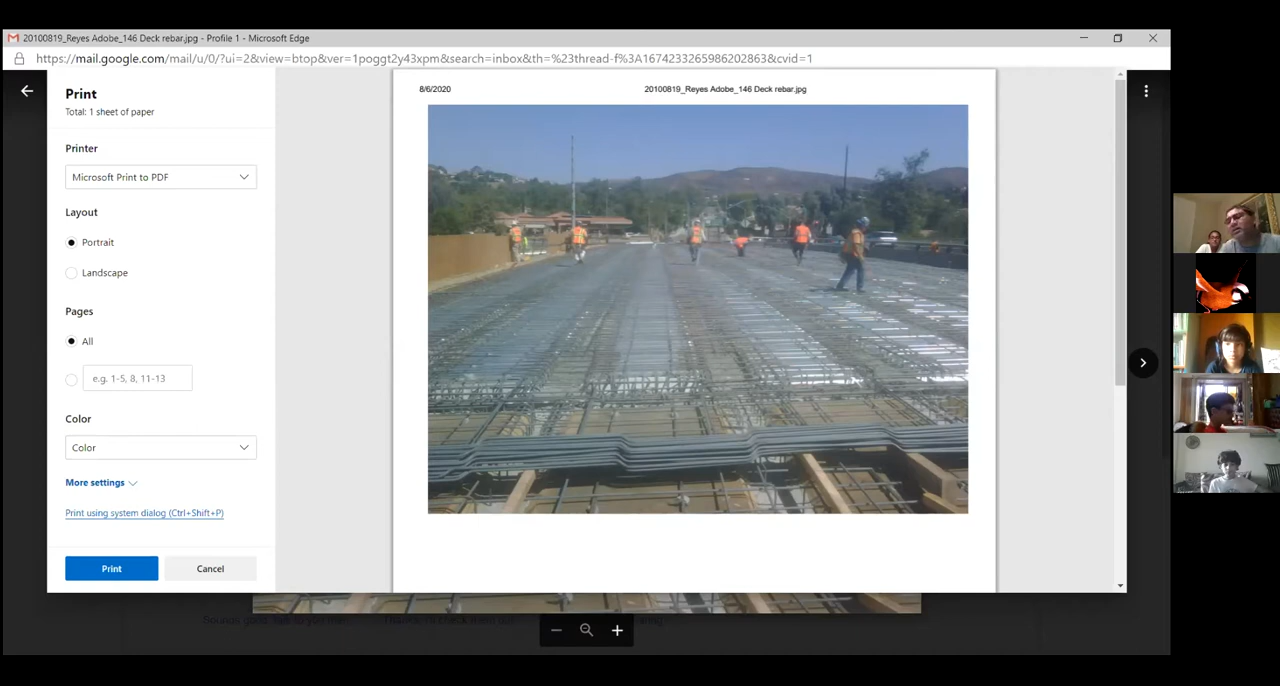 20100819_Reyes Adobe_146 Deck rebar.jpg - Profile 1 - Microsoft Edge
https://mail.google.com/mail/u/0/?ui=2&view=btop&ver=1poggt2y43xpm&search=inbox&th=%23thread-f%3A1674233265986202863&cvid=1
Print
Total: 1 sheet of paper
8/6/2020 20100819_Reyes Adobe_146 Deck rebar.jpg
Printer
Microsoft Print to PDF
Layout
Portrait
Landscape
Pages
All
e.g. 1-5, 8, 11-13
Color
Color
More settings
Print using system dialog (Ctrl+Shift+P)
Print Cancel